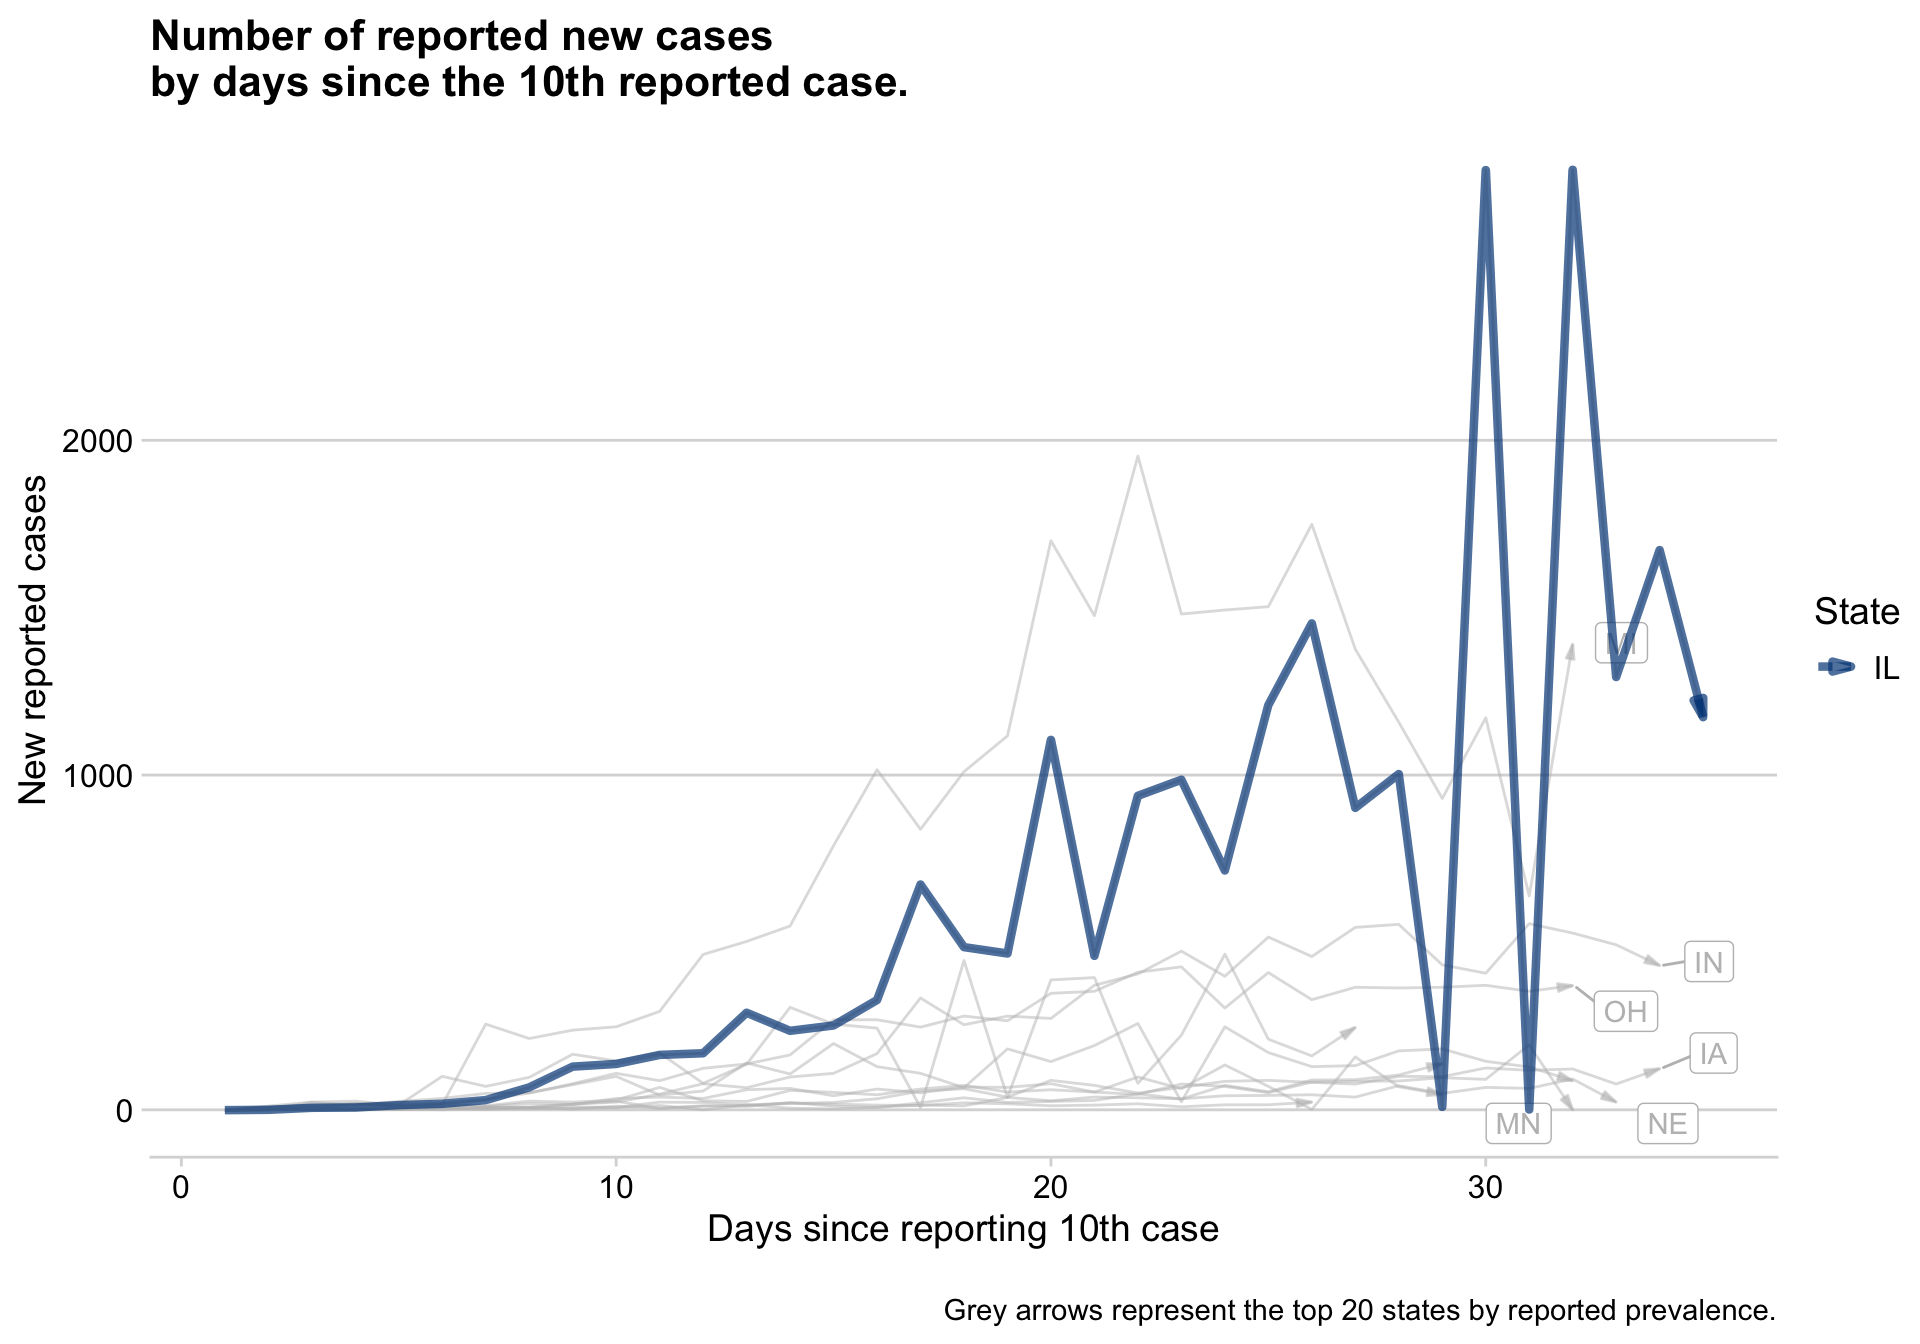 Number of reported new cases
by days since the 10th reported case.
New reported cases
2000
1000
0
0
10
20
30
Days since reporting 10th case
IN
OH
IA
MN
NE
State
IL
Grey arrows represent the top 20 states by reported prevalence.